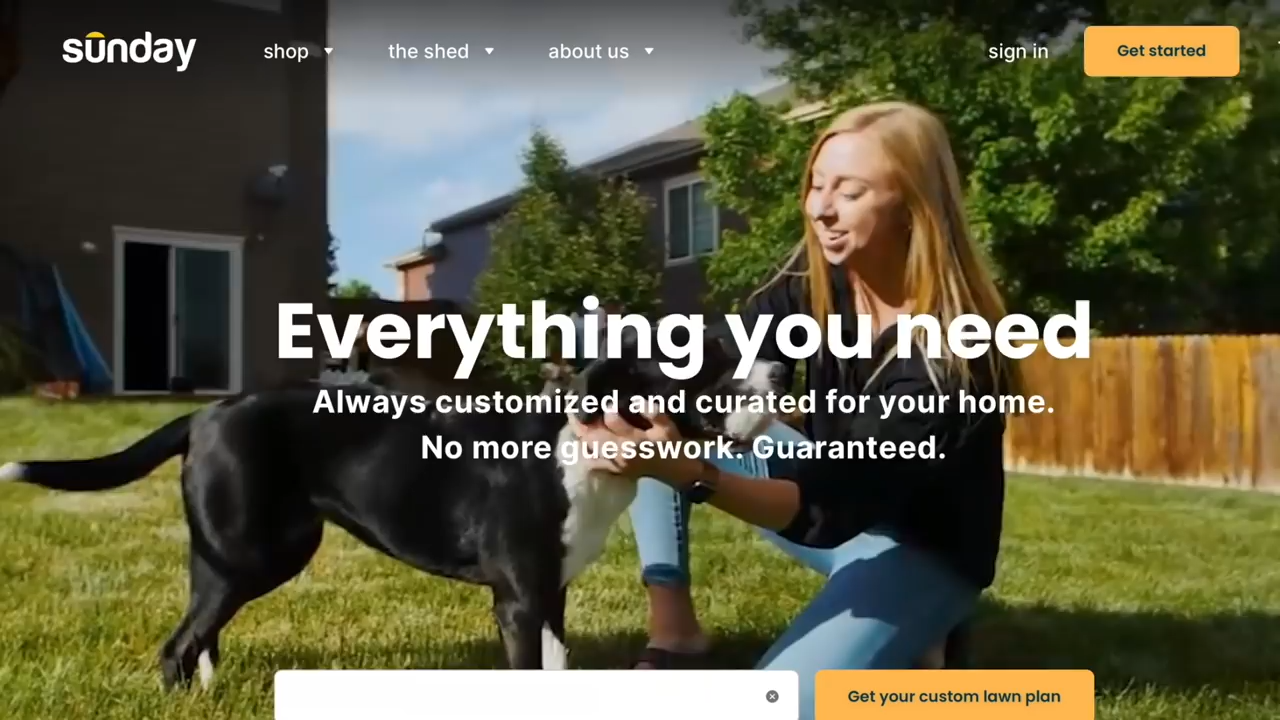 sunday
shop
the shed
about us
sign in
Get started
Everything you need
Always customized and curated for your home.
No more guesswork. Guaranteed.
Get your custom lawn plan